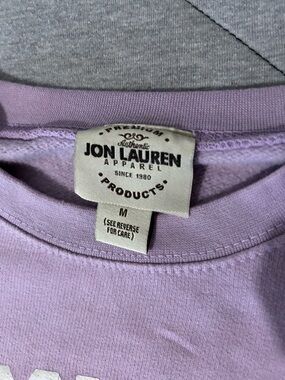 • PREMIUM •
Authentic
JON LAUREN
APPAREL
SINCE 1980
• PRODUCTS •
M
(SEE REVERSE
FOR CARE)